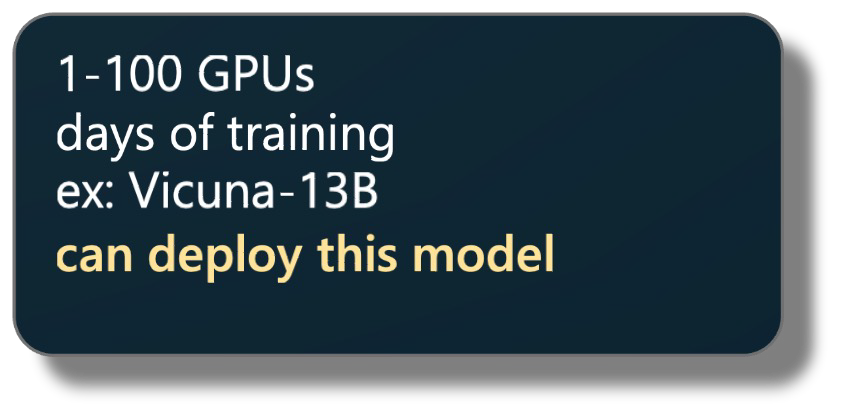 1-100 GPUs
days of training
ex: Vicuna-13B
can deploy this model